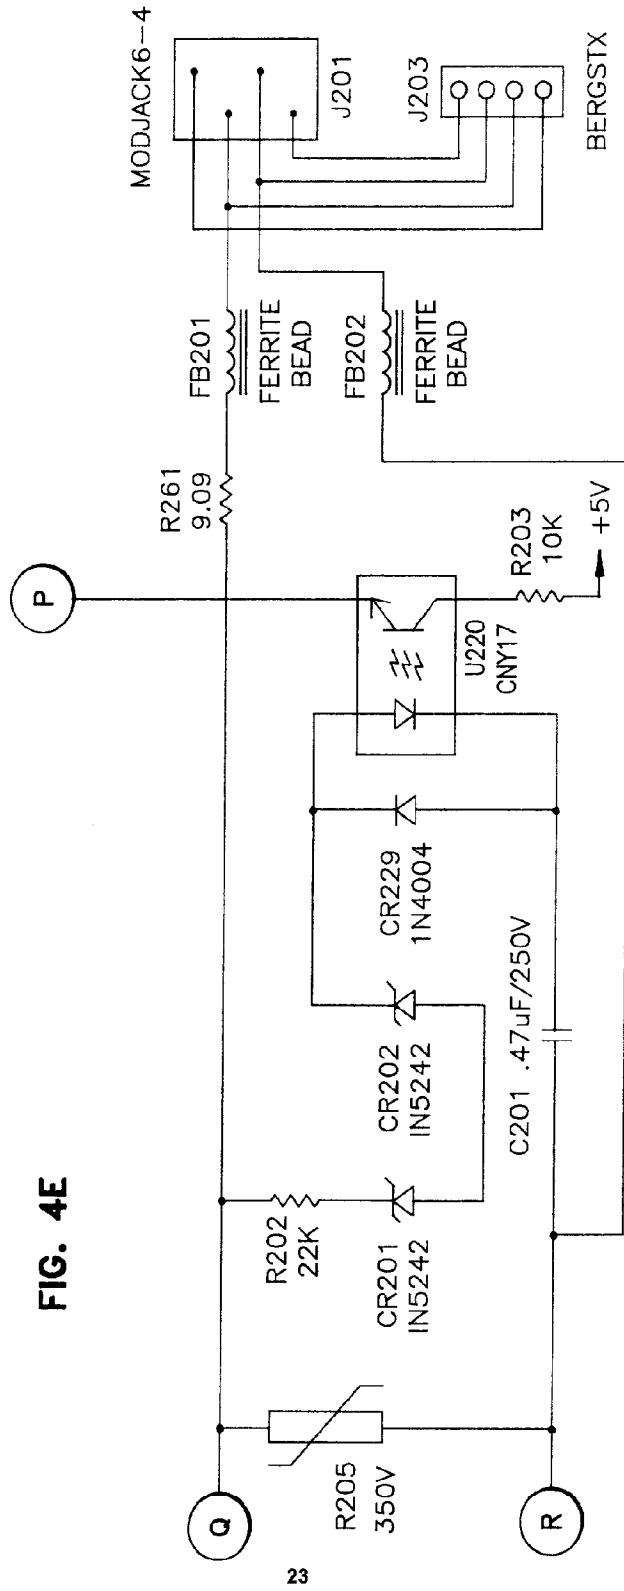 FIG. 4E
Q
R205
350V
R
R202
22K
CR201
IN5242
CR202
IN5242
C201 .47uF/250V
CR229
1N4004
U220
CNY17
P
R203
10K
+5V
R261
9.09
FB201
FERRITE
BEAD
FB202
FERRITE
BEAD
MODJACK6-4
J201
J203
BERGSTX
23